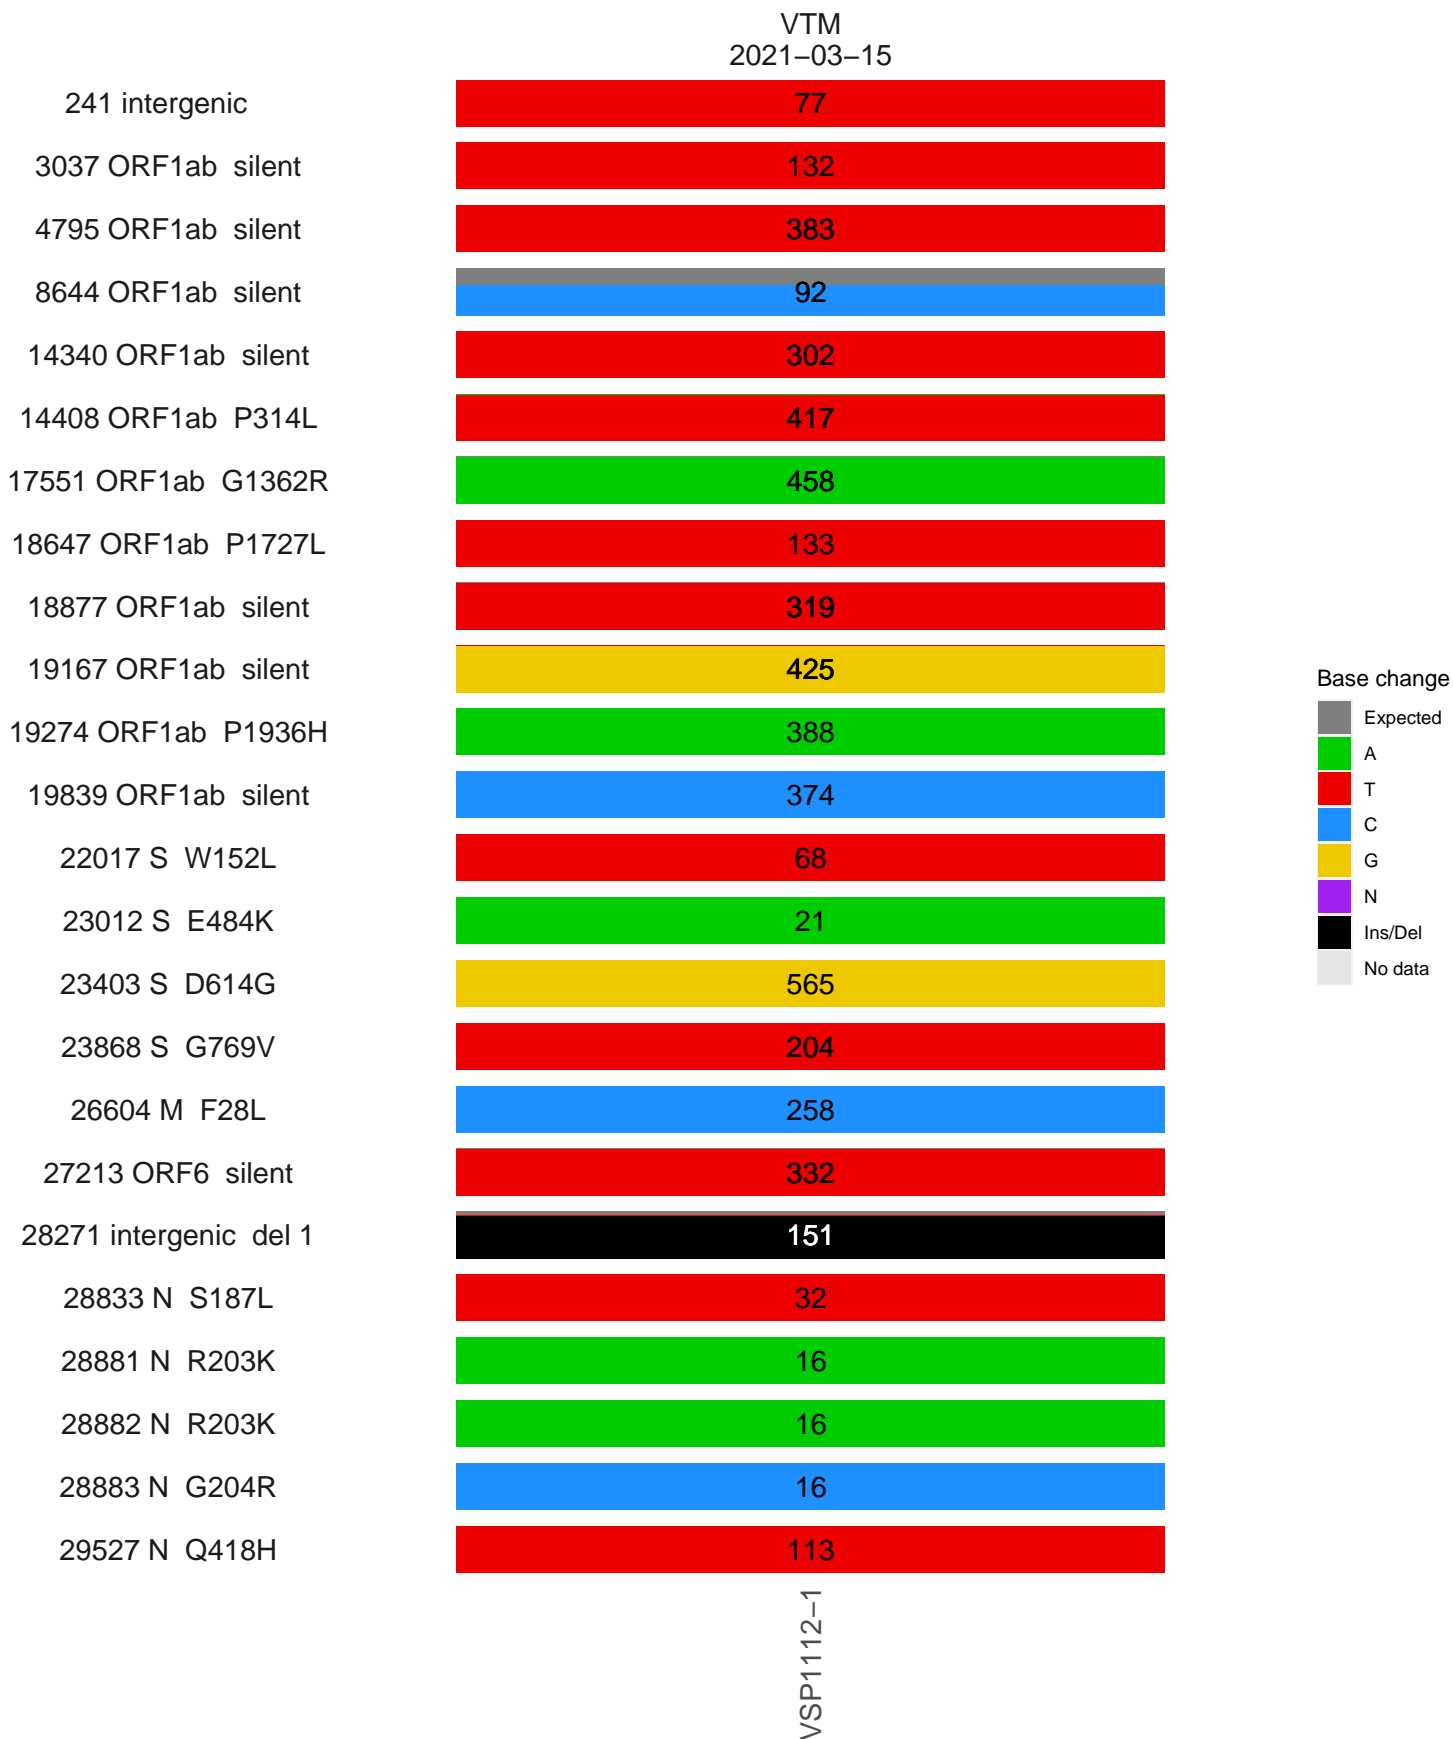 VTM
2021−03−15
241 intergenic 77
3037 ORF1ab silent 132
4795 ORF1ab silent 383
8644 ORF1ab silent 92
14340 ORF1ab silent 302
14408 ORF1ab P314L 417
17551 ORF1ab G1362R 458
18647 ORF1ab P1727L 133
18877 ORF1ab silent 319
19167 ORF1ab silent 425
19274 ORF1ab P1936H 388
19839 ORF1ab silent 374
22017 S W152L 68
23012 S E484K 21
23403 S D614G 565
23868 S G769V 204
26604 M F28L 258
27213 ORF6 silent 332
28271 intergenic del 1 151
28833 N S187L 32
28881 N R203K 16
28882 N R203K 16
28883 N G204R 16
29527 N Q418H 113
VSP1112−1
Base change
Expected
A
T
C
G
N
Ins/Del
No data